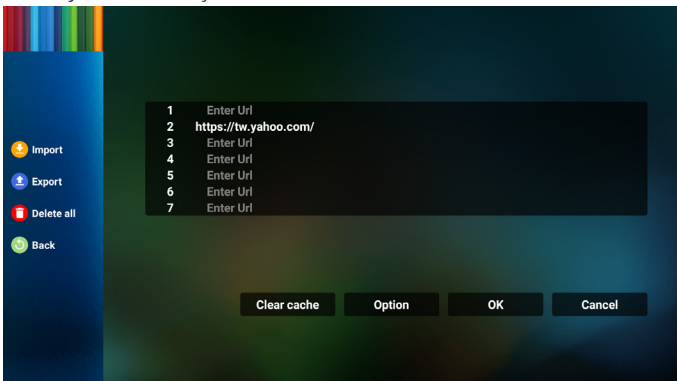 Import
Export
Delete all
Back
1 Enter Url
2 https://tw.yahoo.com/
3 Enter Url
4 Enter Url
5 Enter Url
6 Enter Url
7 Enter Url
Clear cache Option OK Cancel